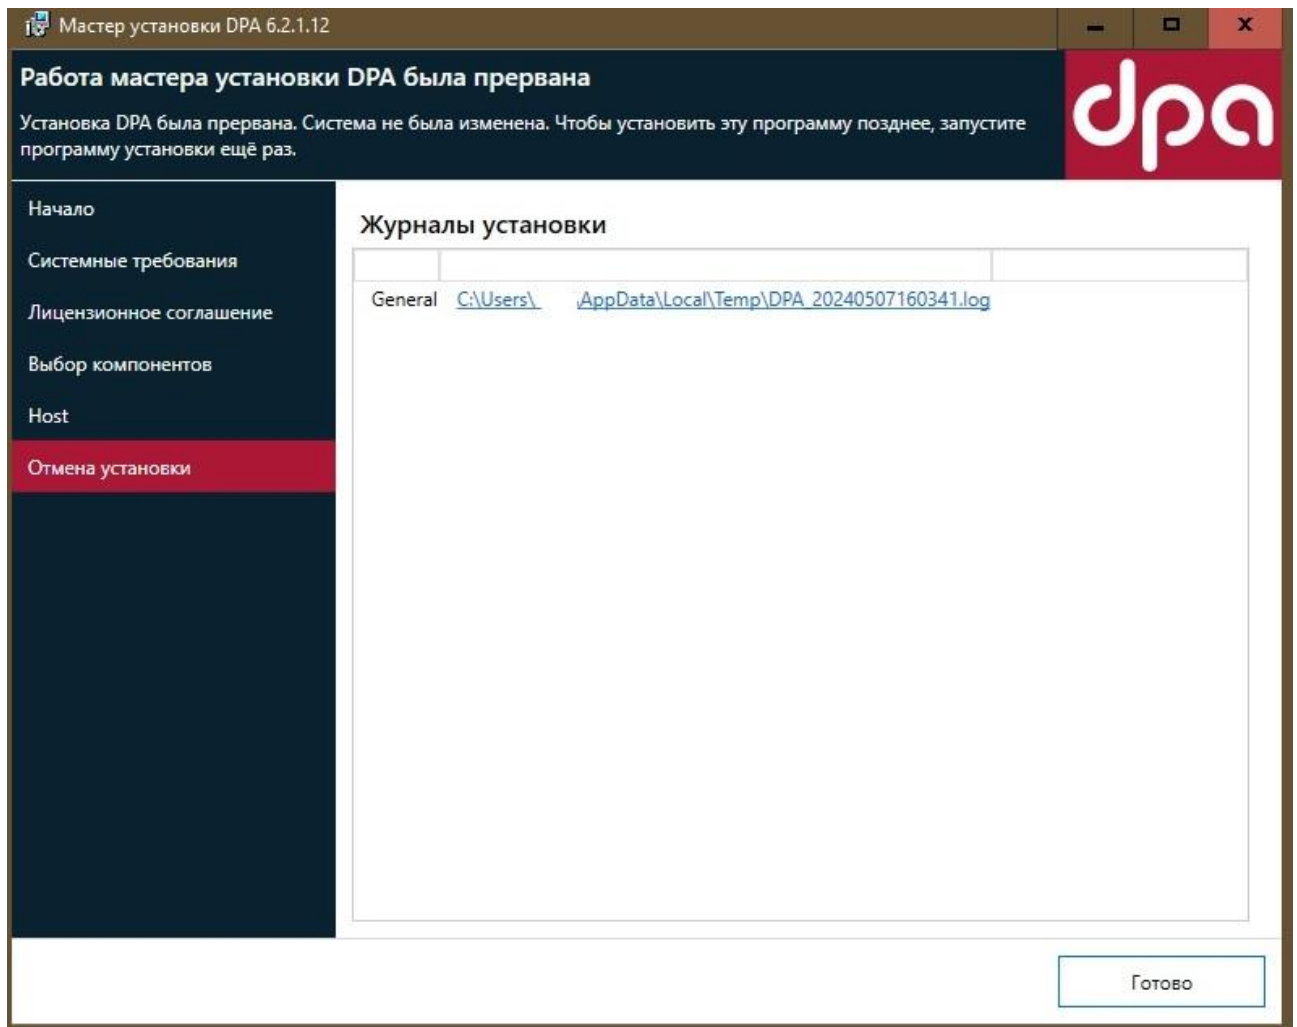 Мастер установки DPA 6.2.1.12
Работа мастера установки DPA была прервана
Установка DPA была прервана. Система не была изменена. Чтобы установить эту программу позднее, запустите
программу установки ещё раз.
dpa
Начало
Системные требования
Лицензионное соглашение
Выбор компонентов
Host
Отмена установки
Журналы установки
General C:\Users\ AppData\Local\Temp\DPA_20240507160341.log
Готово